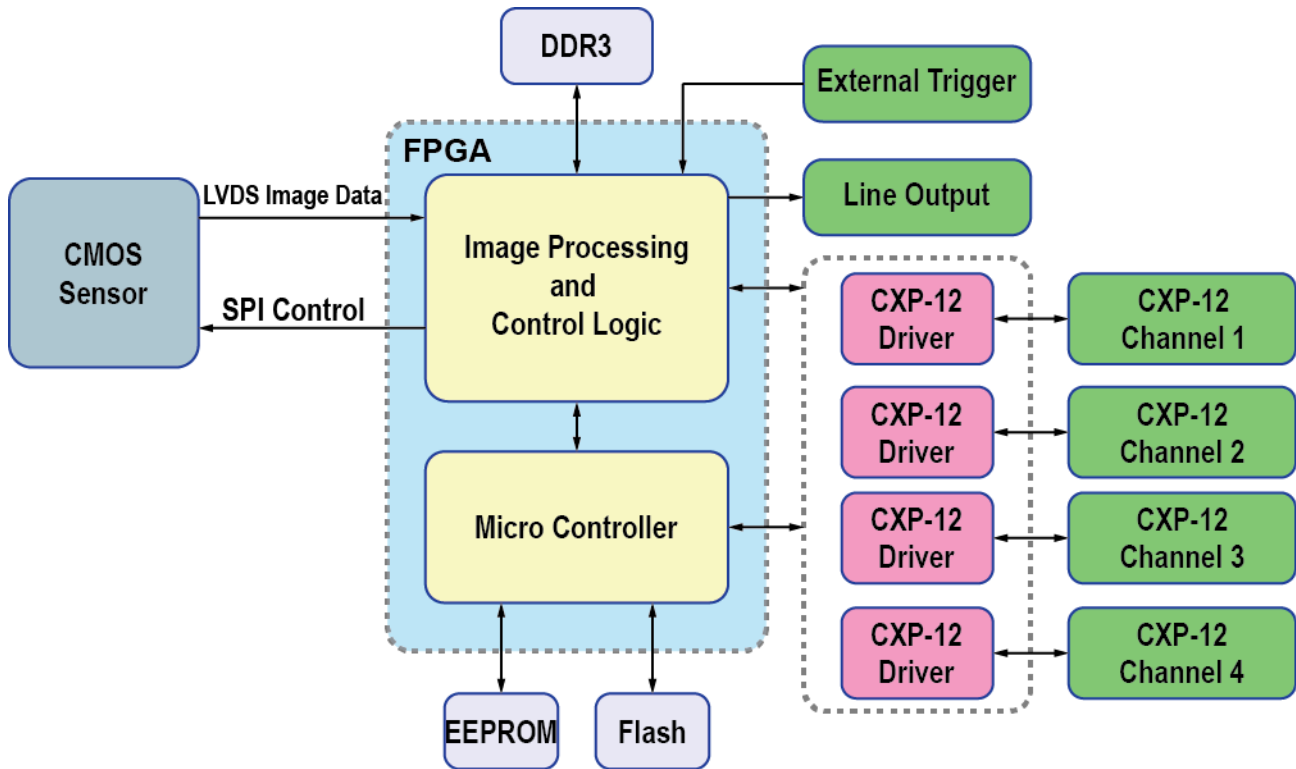 DDR3
External Trigger
FPGA
LVDS Image Data
Line Output
CMOS
Sensor
Image Processing
and
Control Logic
SPI Control
CXP-12
Driver
CXP-12
Channel 1
CXP-12
Driver
CXP-12
Channel 2
Micro Controller
CXP-12
Driver
CXP-12
Channel 3
CXP-12
Driver
CXP-12
Channel 4
EEPROM
Flash